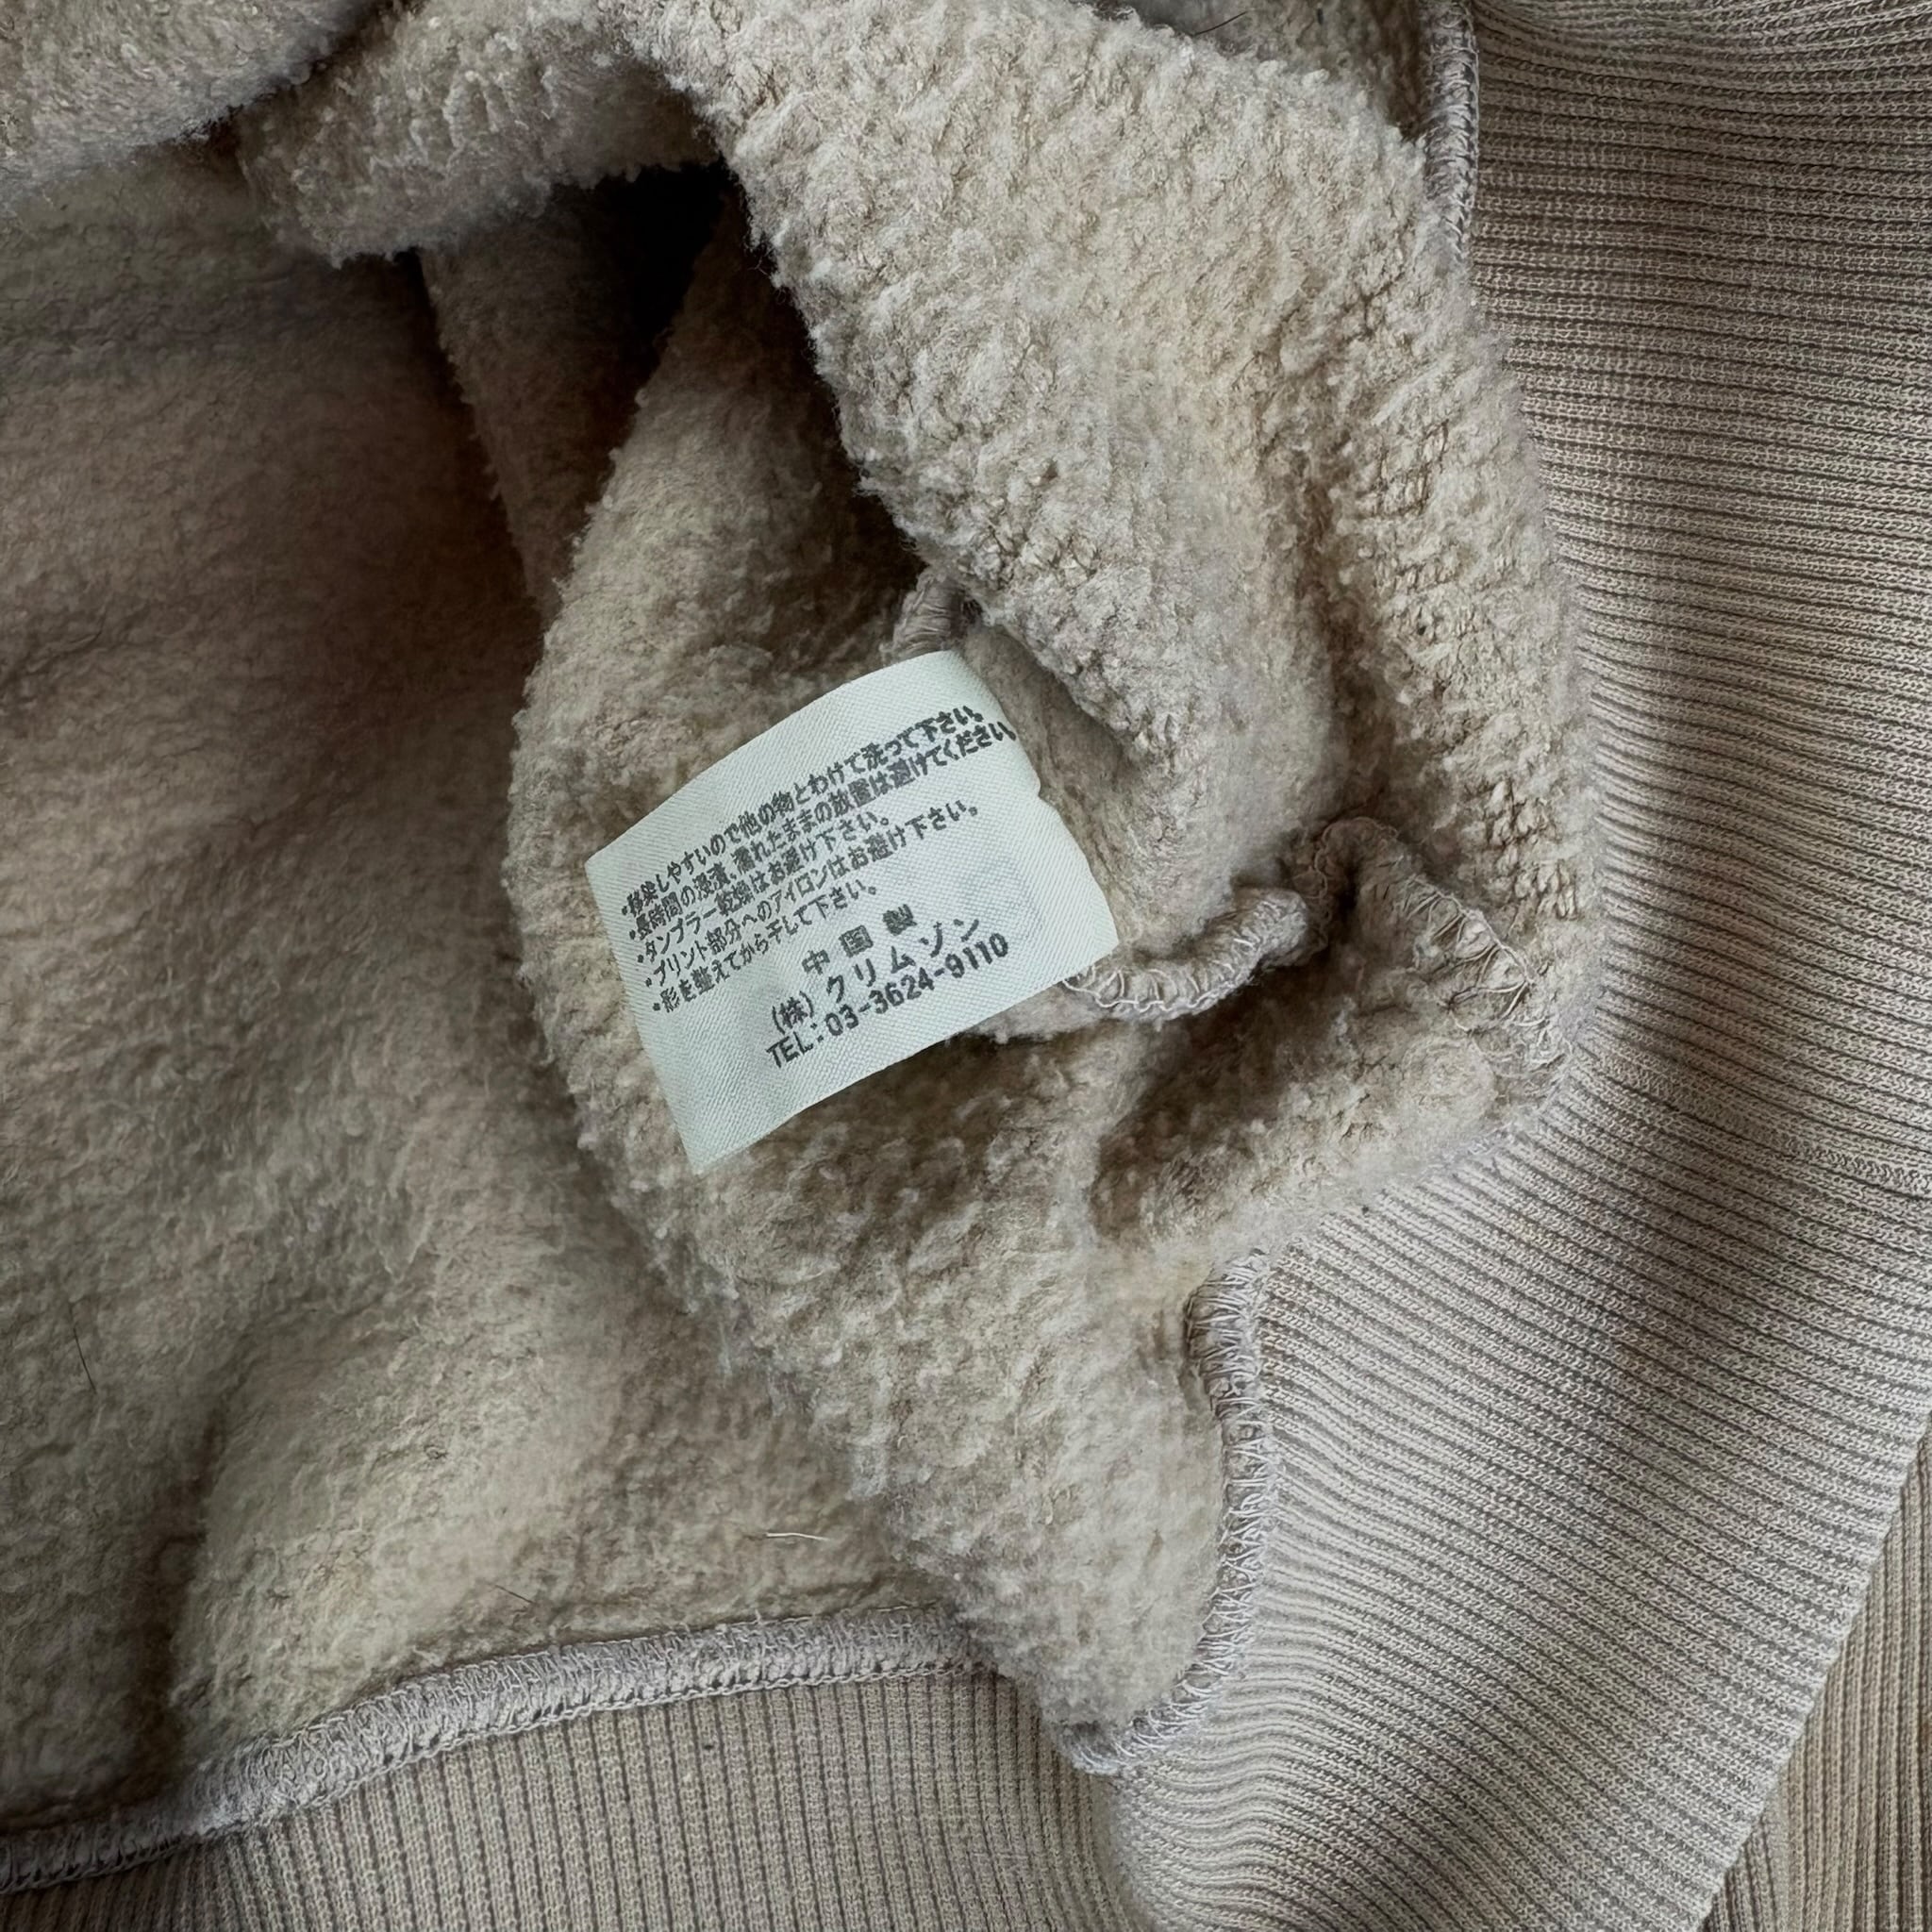 ・移染しやすいので他の物とわけて洗って下さい。
・長時間の浸漬、濡れたままの放置は避けてください。
・タンブラー乾燥はお避け下さい。
・プリント部分へのアイロンはお避け下さい。
・形を整えてから干して下さい。
中国製
(株)クリムゾン
TEL:03-3624-9110